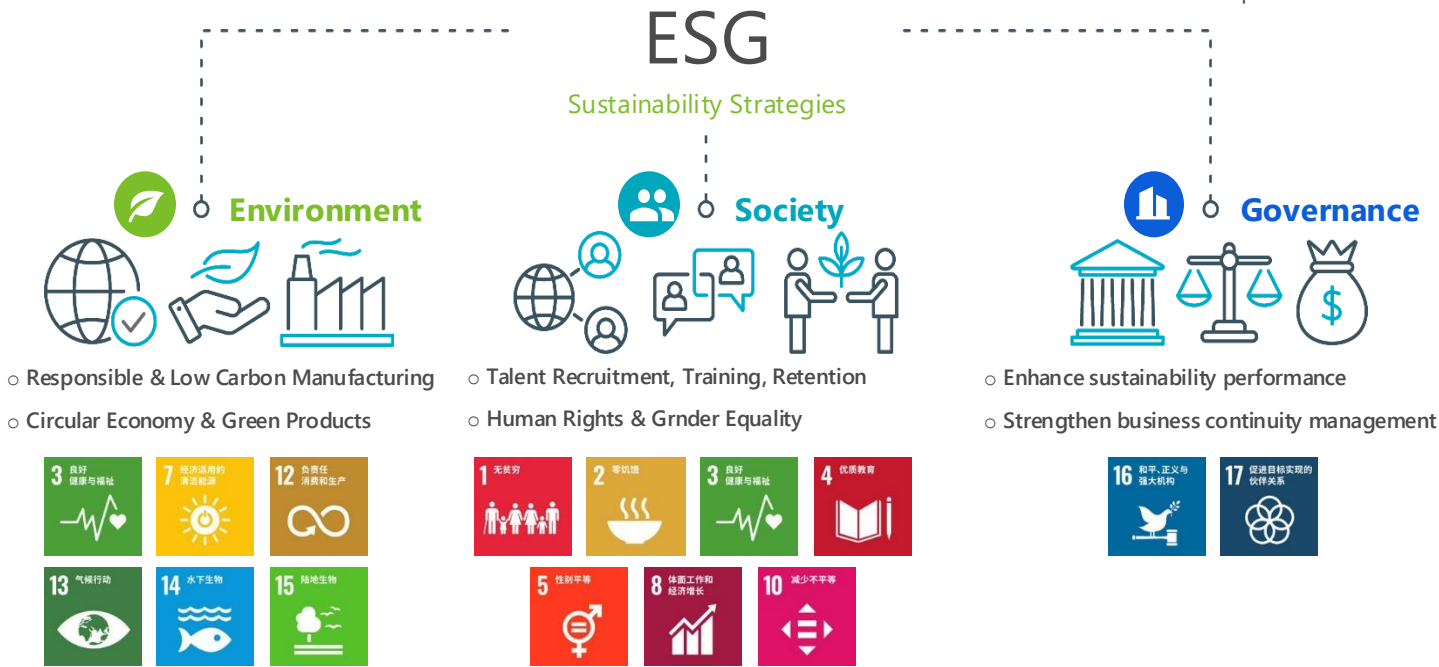 ESG
Sustainability Strategies
Environment
○ Responsible & Low Carbon Manufacturing
○ Circular Economy & Green Products
3 良好
健康与福祉
7 经济适用的
清洁能源
12 负责任
消费和生产
13 气候行动
14 水下生物
15 陆地生物
Society
○ Talent Recruitment, Training, Retention
○ Human Rights & Grnder Equality
1 无贫穷
2 零饥饿
3 良好
健康与福祉
4 优质教育
5 性别平等
8 体面工作和
经济增长
10 减少不平等
Governance
$
○ Enhance sustainability performance
○ Strengthen business continuity management
16 和平、正义与
强大机构
17 促进目标实现的
伙伴关系